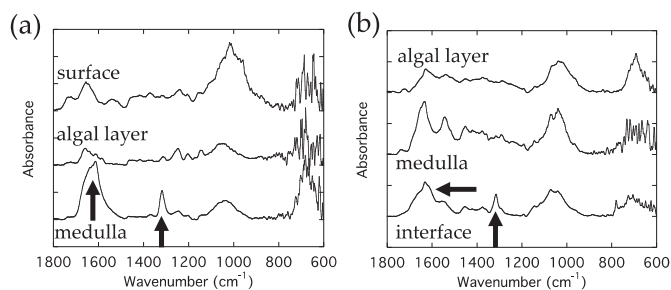 (a)
surface
algal layer
medulla
Absorbance
1800 1600 1400 1200 1000 800 600
Wavenumber (cm-1)
(b)
algal layer
medulla
interface
Absorbance
1800 1600 1400 1200 1000 800 600
Wavenumber (cm-1)